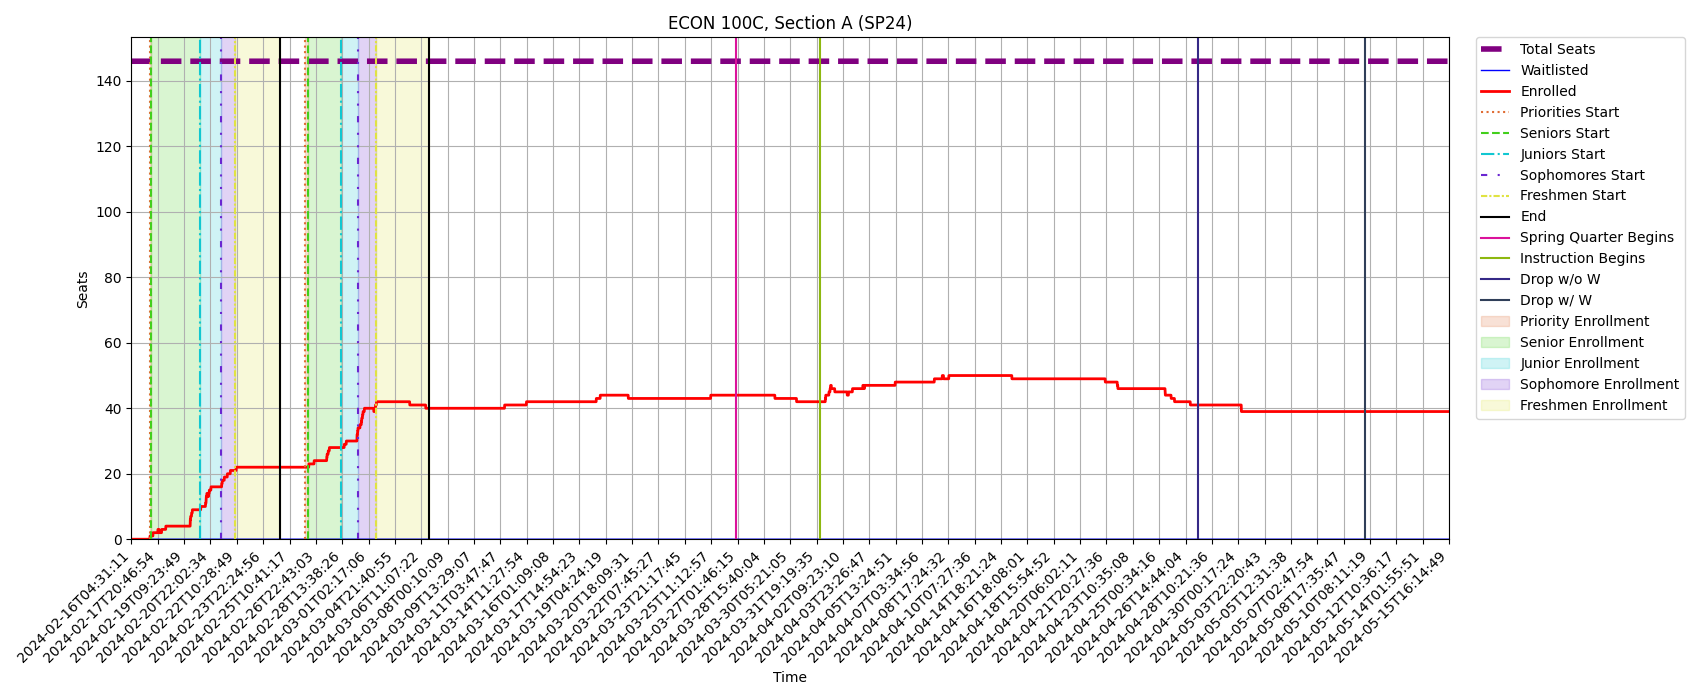 ECON 100C, Section A (SP24)
Seats
140
120
100
80
60
40
20
0
2024-02-16T04:31:11
2024-02-17T20:46:54
2024-02-19T09:23:49
2024-02-20T22:02:34
2024-02-22T10:28:49
2024-02-23T22:24:56
2024-02-25T10:41:17
2024-02-26T22:43:03
2024-02-28T13:38:26
2024-03-01T02:17:06
2024-03-04T21:40:55
2024-03-06T11:07:22
2024-03-08T00:10:09
2024-03-09T13:29:07
2024-03-11T03:47:47
2024-03-14T11:27:54
2024-03-16T01:09:08
2024-03-17T14:54:23
2024-03-19T04:24:19
2024-03-20T18:09:31
2024-03-22T07:45:27
2024-03-23T21:17:45
2024-03-25T11:12:57
2024-03-27T01:46:15
2024-03-28T15:40:04
2024-03-30T05:21:05
2024-03-31T19:19:35
2024-04-02T09:23:10
2024-04-03T23:26:47
2024-04-05T13:24:51
2024-04-07T03:34:56
2024-04-08T17:24:32
2024-04-10T07:27:36
2024-04-14T18:21:24
2024-04-16T18:08:01
2024-04-18T15:54:52
2024-04-20T06:02:11
2024-04-21T20:27:36
2024-04-23T10:35:08
2024-04-25T00:34:16
2024-04-26T14:44:04
2024-04-28T10:21:36
2024-04-30T00:17:24
2024-05-03T22:20:43
2024-05-05T12:31:38
2024-05-07T02:47:54
2024-05-08T17:35:47
2024-05-10T08:11:19
2024-05-12T10:36:17
2024-05-14T01:55:51
2024-05-15T16:14:49
Time
Total Seats
Waitlisted
Enrolled
Priorities Start
Seniors Start
Juniors Start
Sophomores Start
Freshmen Start
End
Spring Quarter Begins
Instruction Begins
Drop w/o W
Drop w/ W
Priority Enrollment
Senior Enrollment
Junior Enrollment
Sophomore Enrollment
Freshmen Enrollment